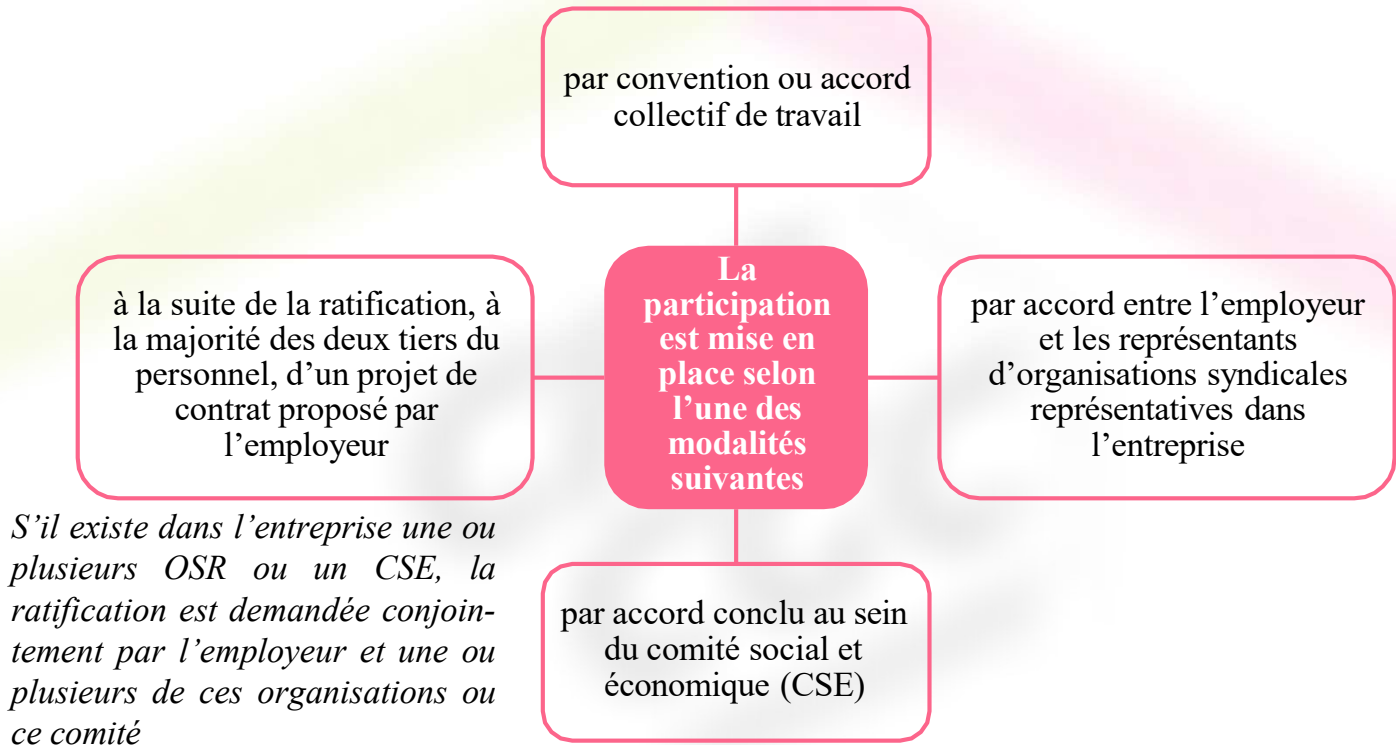 par convention ou accord
collectif de travail
à la suite de la ratification, à
la majorité des deux tiers du
personnel, d’un projet de
contrat proposé par
l’employeur
La
participation
est mise en
place selon
l’une des
modalités
suivantes
par accord entre l’employeur
et les représentants
d’organisations syndicales
représentatives dans
l’entreprise
S’il existe dans l’entreprise une ou
plusieurs OSR ou un CSE, la
ratification est demandée conjoin-
tement par l’employeur et une ou
plusieurs de ces organisations ou
ce comité
par accord conclu au sein
du comité social et
économique (CSE)